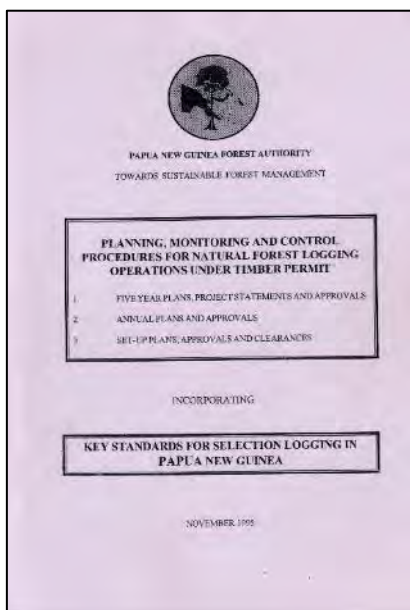 PAPUA NEW GUINEA FOREST AUTHORITY
TOWARDS SUSTAINABLE FOREST MANAGEMENT
PLANNING, MONITORING AND CONTROL
PROCEDURES FOR NATURAL FOREST LOGGING
OPERATIONS UNDER TIMBER PERMIT
1 FIVE YEAR PLANS, PROJECT STATEMENTS AND APPROVALS
2 ANNUAL PLANS AND APPROVALS
3 SET-UP PLANS, APPROVALS AND CLEARANCES
INCORPORATING
KEY STANDARDS FOR SELECTION LOGGING IN
PAPUA NEW GUINEA
NOVEMBER 1995